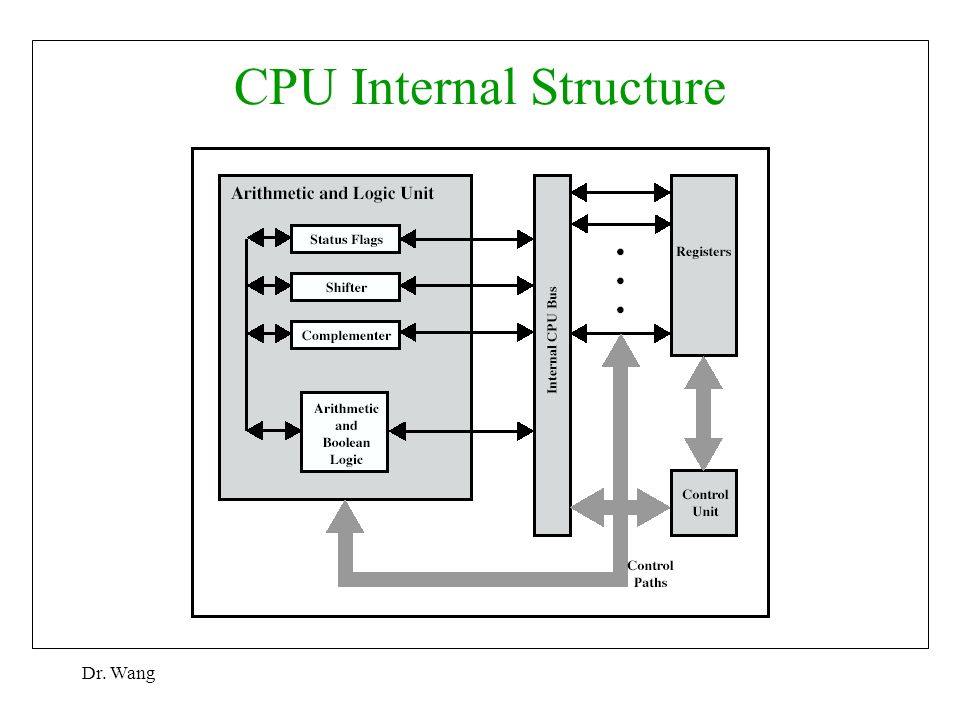 CPU Internal Structure
Arithmetic and Logic Unit
Status Flags
Shifter
Complementer
Arithmetic
and
Boolean
Logic
Internal CPU Bus
Registers
Control
Unit
Control
Paths
Dr. Wang